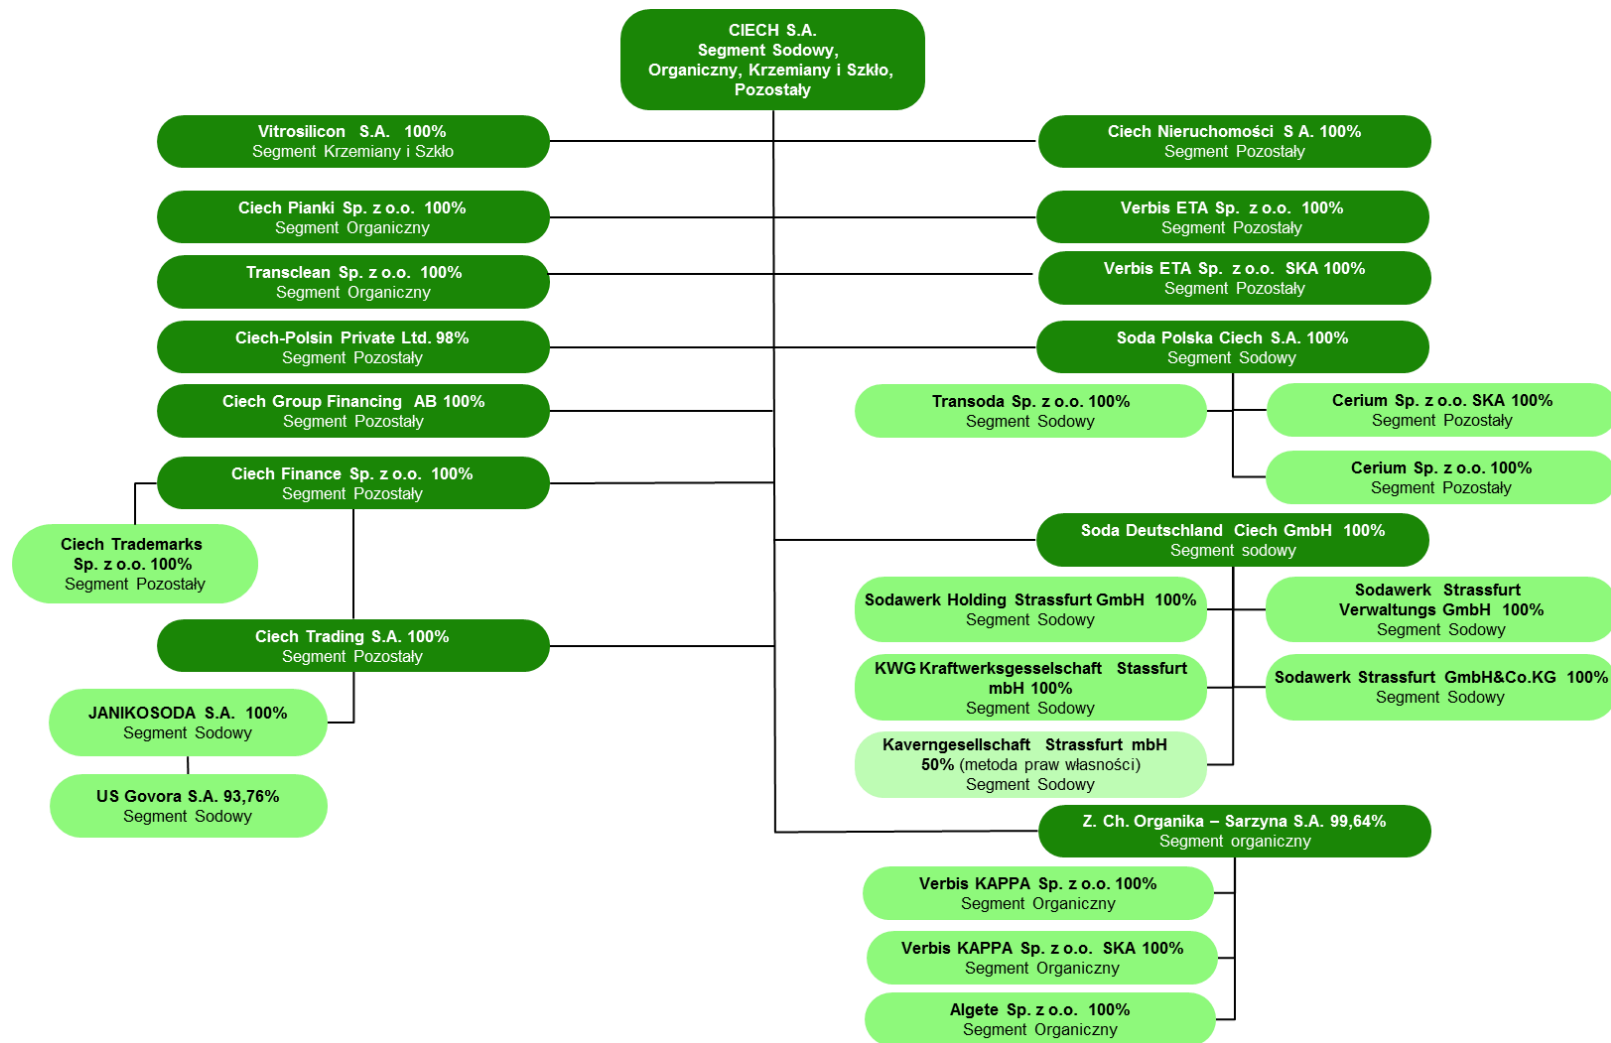 CIECH S.A.
Segment Sodowy,
Organiczny, Krzemiany i Szkło,
Pozostały
Vitrosilicon S.A. 100%
Segment Krzemiany i Szkło
Ciech Nieruchomości S A. 100%
Segment Pozostały
Ciech Pianki Sp. z o.o. 100%
Segment Organiczny
Verbis ETA Sp. z o.o. 100%
Segment Pozostały
Transclean Sp. z o.o. 100%
Segment Organiczny
Verbis ETA Sp. z o.o. SKA 100%
Segment Pozostały
Ciech-Polsin Private Ltd. 98%
Segment Pozostały
Soda Polska Ciech S.A. 100%
Segment Sodowy
Ciech Group Financing AB 100%
Segment Pozostały
Transoda Sp. z o.o. 100%
Segment Sodowy
Cerium Sp. z o.o. SKA 100%
Segment Pozostały
Ciech Finance Sp. z o.o. 100%
Segment Pozostały
Cerium Sp. z o.o. 100%
Segment Pozostały
Ciech Trademarks
Sp. z o.o. 100%
Segment Pozostały
Soda Deutschland Ciech GmbH 100%
Segment sodowy
Sodawerk Holding Strassfurt GmbH 100%
Segment Sodowy
Sodawerk Strassfurt
Verwaltungs GmbH 100%
Segment Sodowy
Ciech Trading S.A. 100%
Segment Pozostały
KWG Kraftwerksgesselschaft Stassfurt
mbH 100%
Segment Sodowy
Sodawerk Strassfurt GmbH&Co.KG 100%
Segment Sodowy
JANIKOSODA S.A. 100%
Segment Sodowy
Kaverngesellschaft Strassfurt mbH
50% (metoda praw własności)
Segment Sodowy
US Govora S.A. 93,76%
Segment Sodowy
Z. Ch. Organika – Sarzyna S.A. 99,64%
Segment organiczny
Verbis KAPPA Sp. z o.o. 100%
Segment Organiczny
Verbis KAPPA Sp. z o.o. SKA 100%
Segment Organiczny
Algete Sp. z o.o. 100%
Segment Organiczny